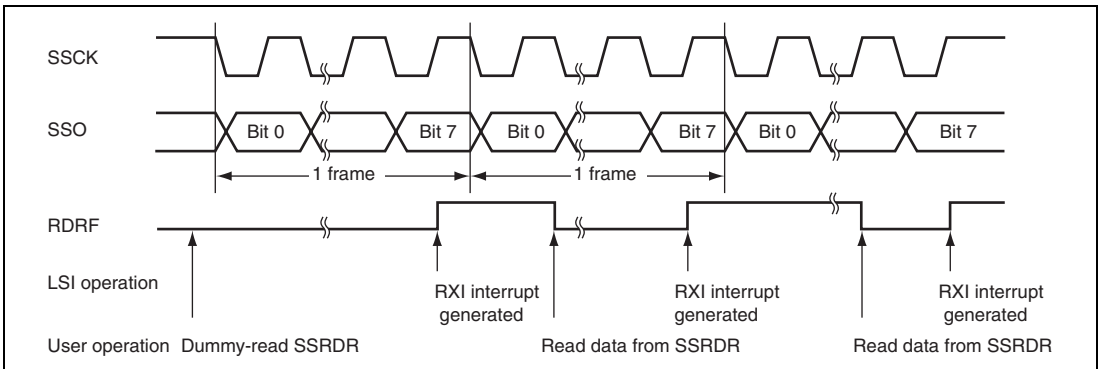 SSCK
SSO
Bit 0
Bit 7
Bit 0
Bit 7
Bit 0
Bit 7
1 frame
1 frame
RDRF
LSI operation
RXI interrupt
generated
RXI interrupt
generated
RXI interrupt
generated
User operation Dummy-read SSRDR
Read data from SSRDR
Read data from SSRDR